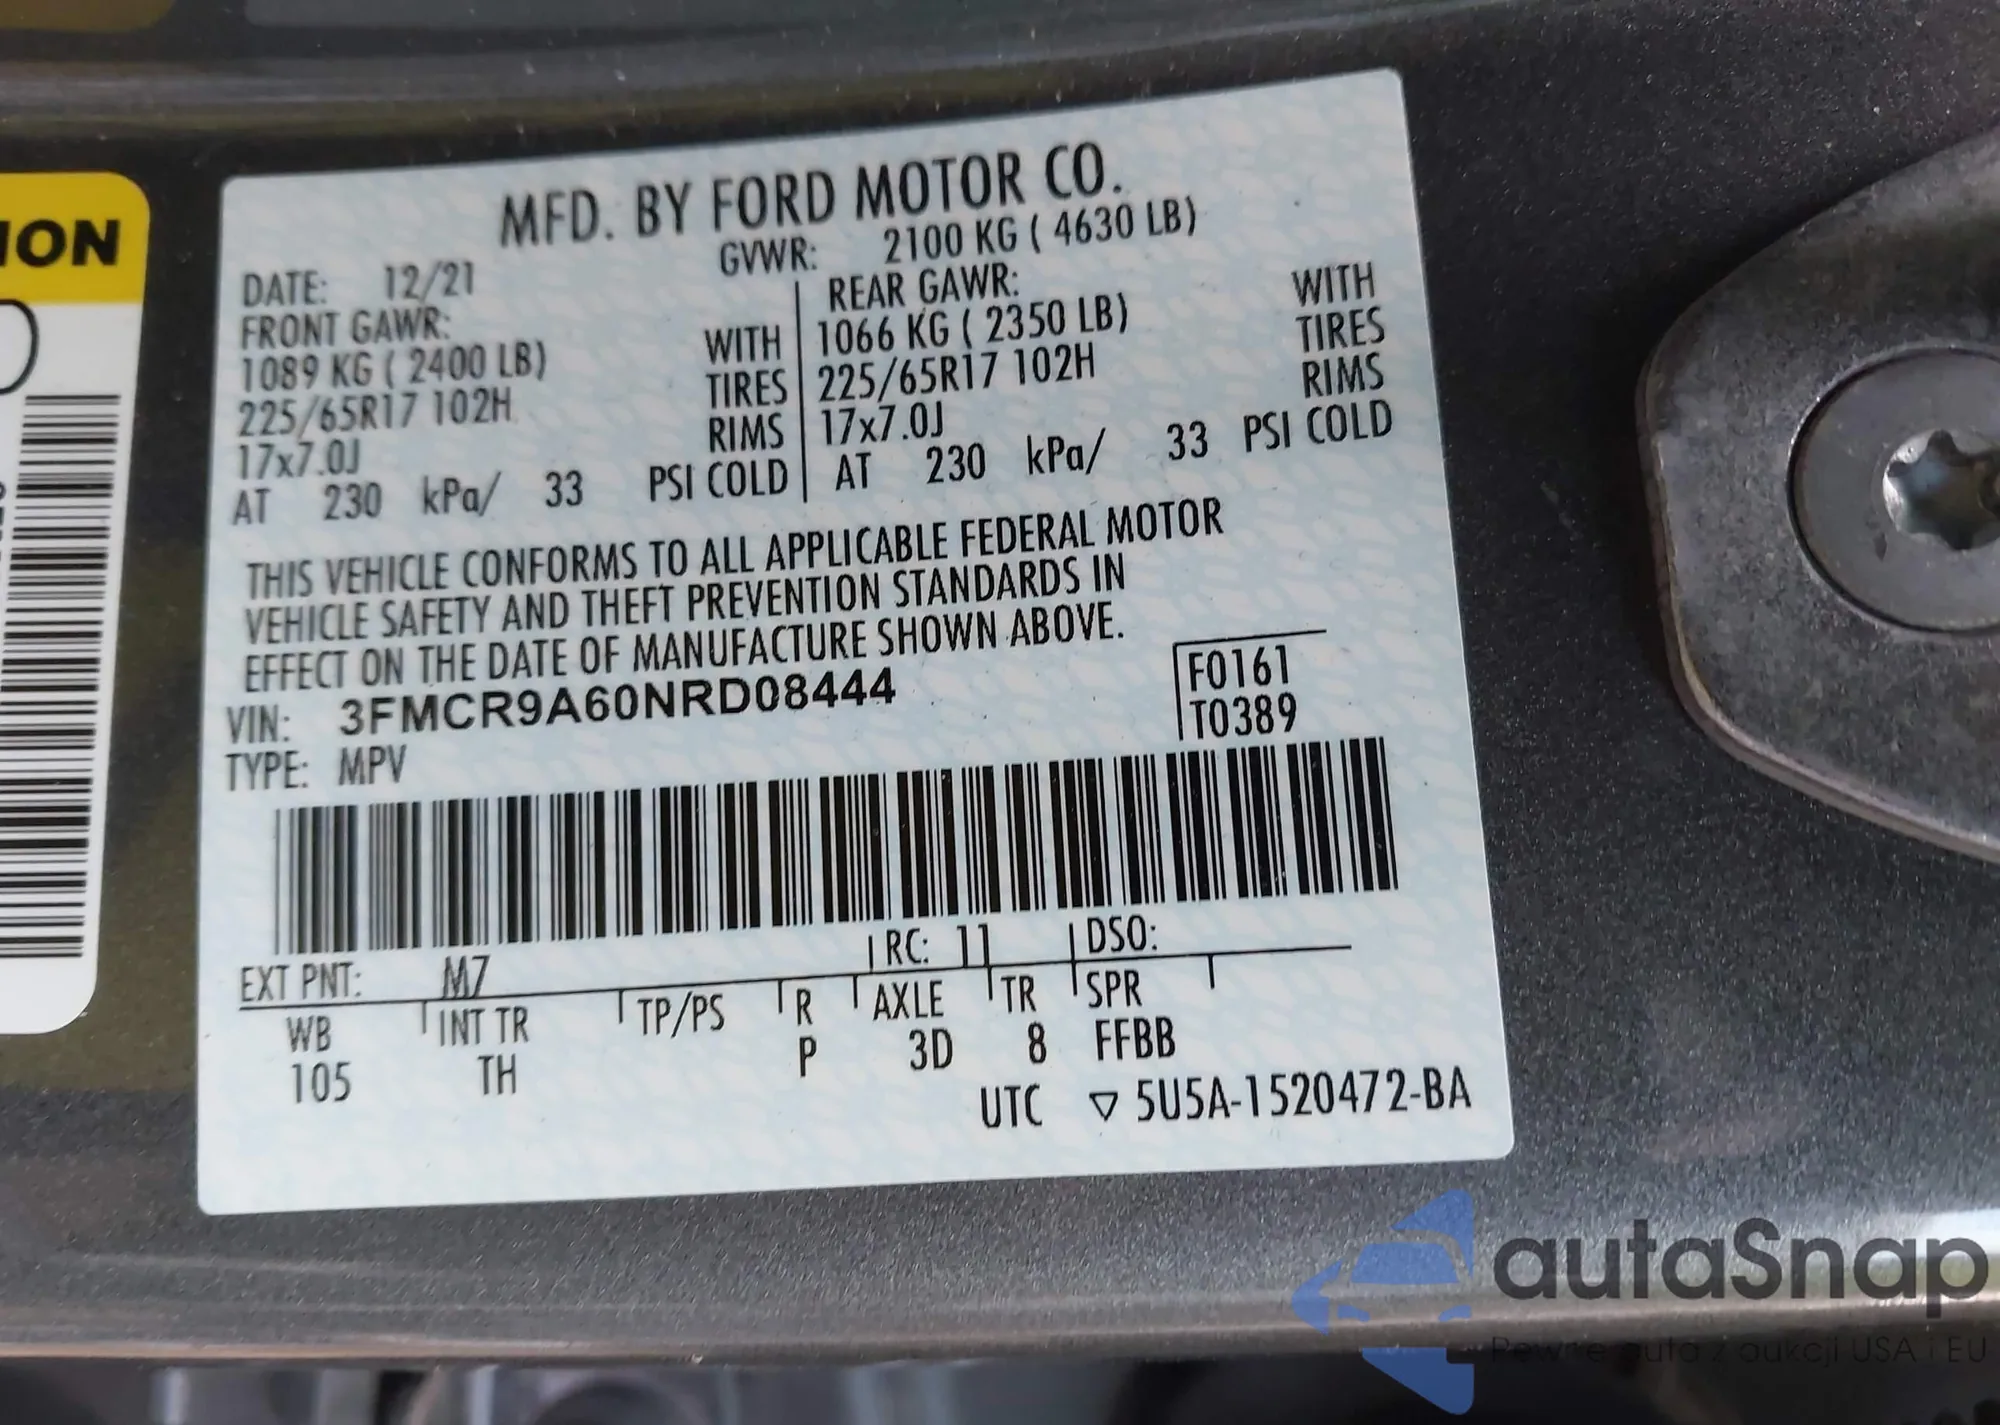 ION
MFD. BY FORD MOTOR CO.
DATE: 12/21 GVWR: 2100 KG ( 4630 LB)
FRONT GAWR: REAR GAWR:
1089 KG ( 2400 LB) WITH 1066 KG ( 2350 LB) WITH
225/65R17 102H TIRES 225/65R17 102H TIRES
17x7.0J RIMS 17x7.0J RIMS
AT 230 kPa/ 33 PSI COLD AT 230 kPa/ 33 PSI COLD
THIS VEHICLE CONFORMS TO ALL APPLICABLE FEDERAL MOTOR
VEHICLE SAFETY AND THEFT PREVENTION STANDARDS IN
EFFECT ON THE DATE OF MANUFACTURE SHOWN ABOVE.
VIN: 3FMCR9A60NRD08444 F0161
TYPE: MPV T0389
EXT PNT: M7 RC: 11 DSO:
WB INT TR TP/PS R AXLE TR SPR
105 TH P 3D 8 FFBB
UTC ▽ 5U5A-1520472-BA
autaSnap
Pewne auta z aukcji USA i EU